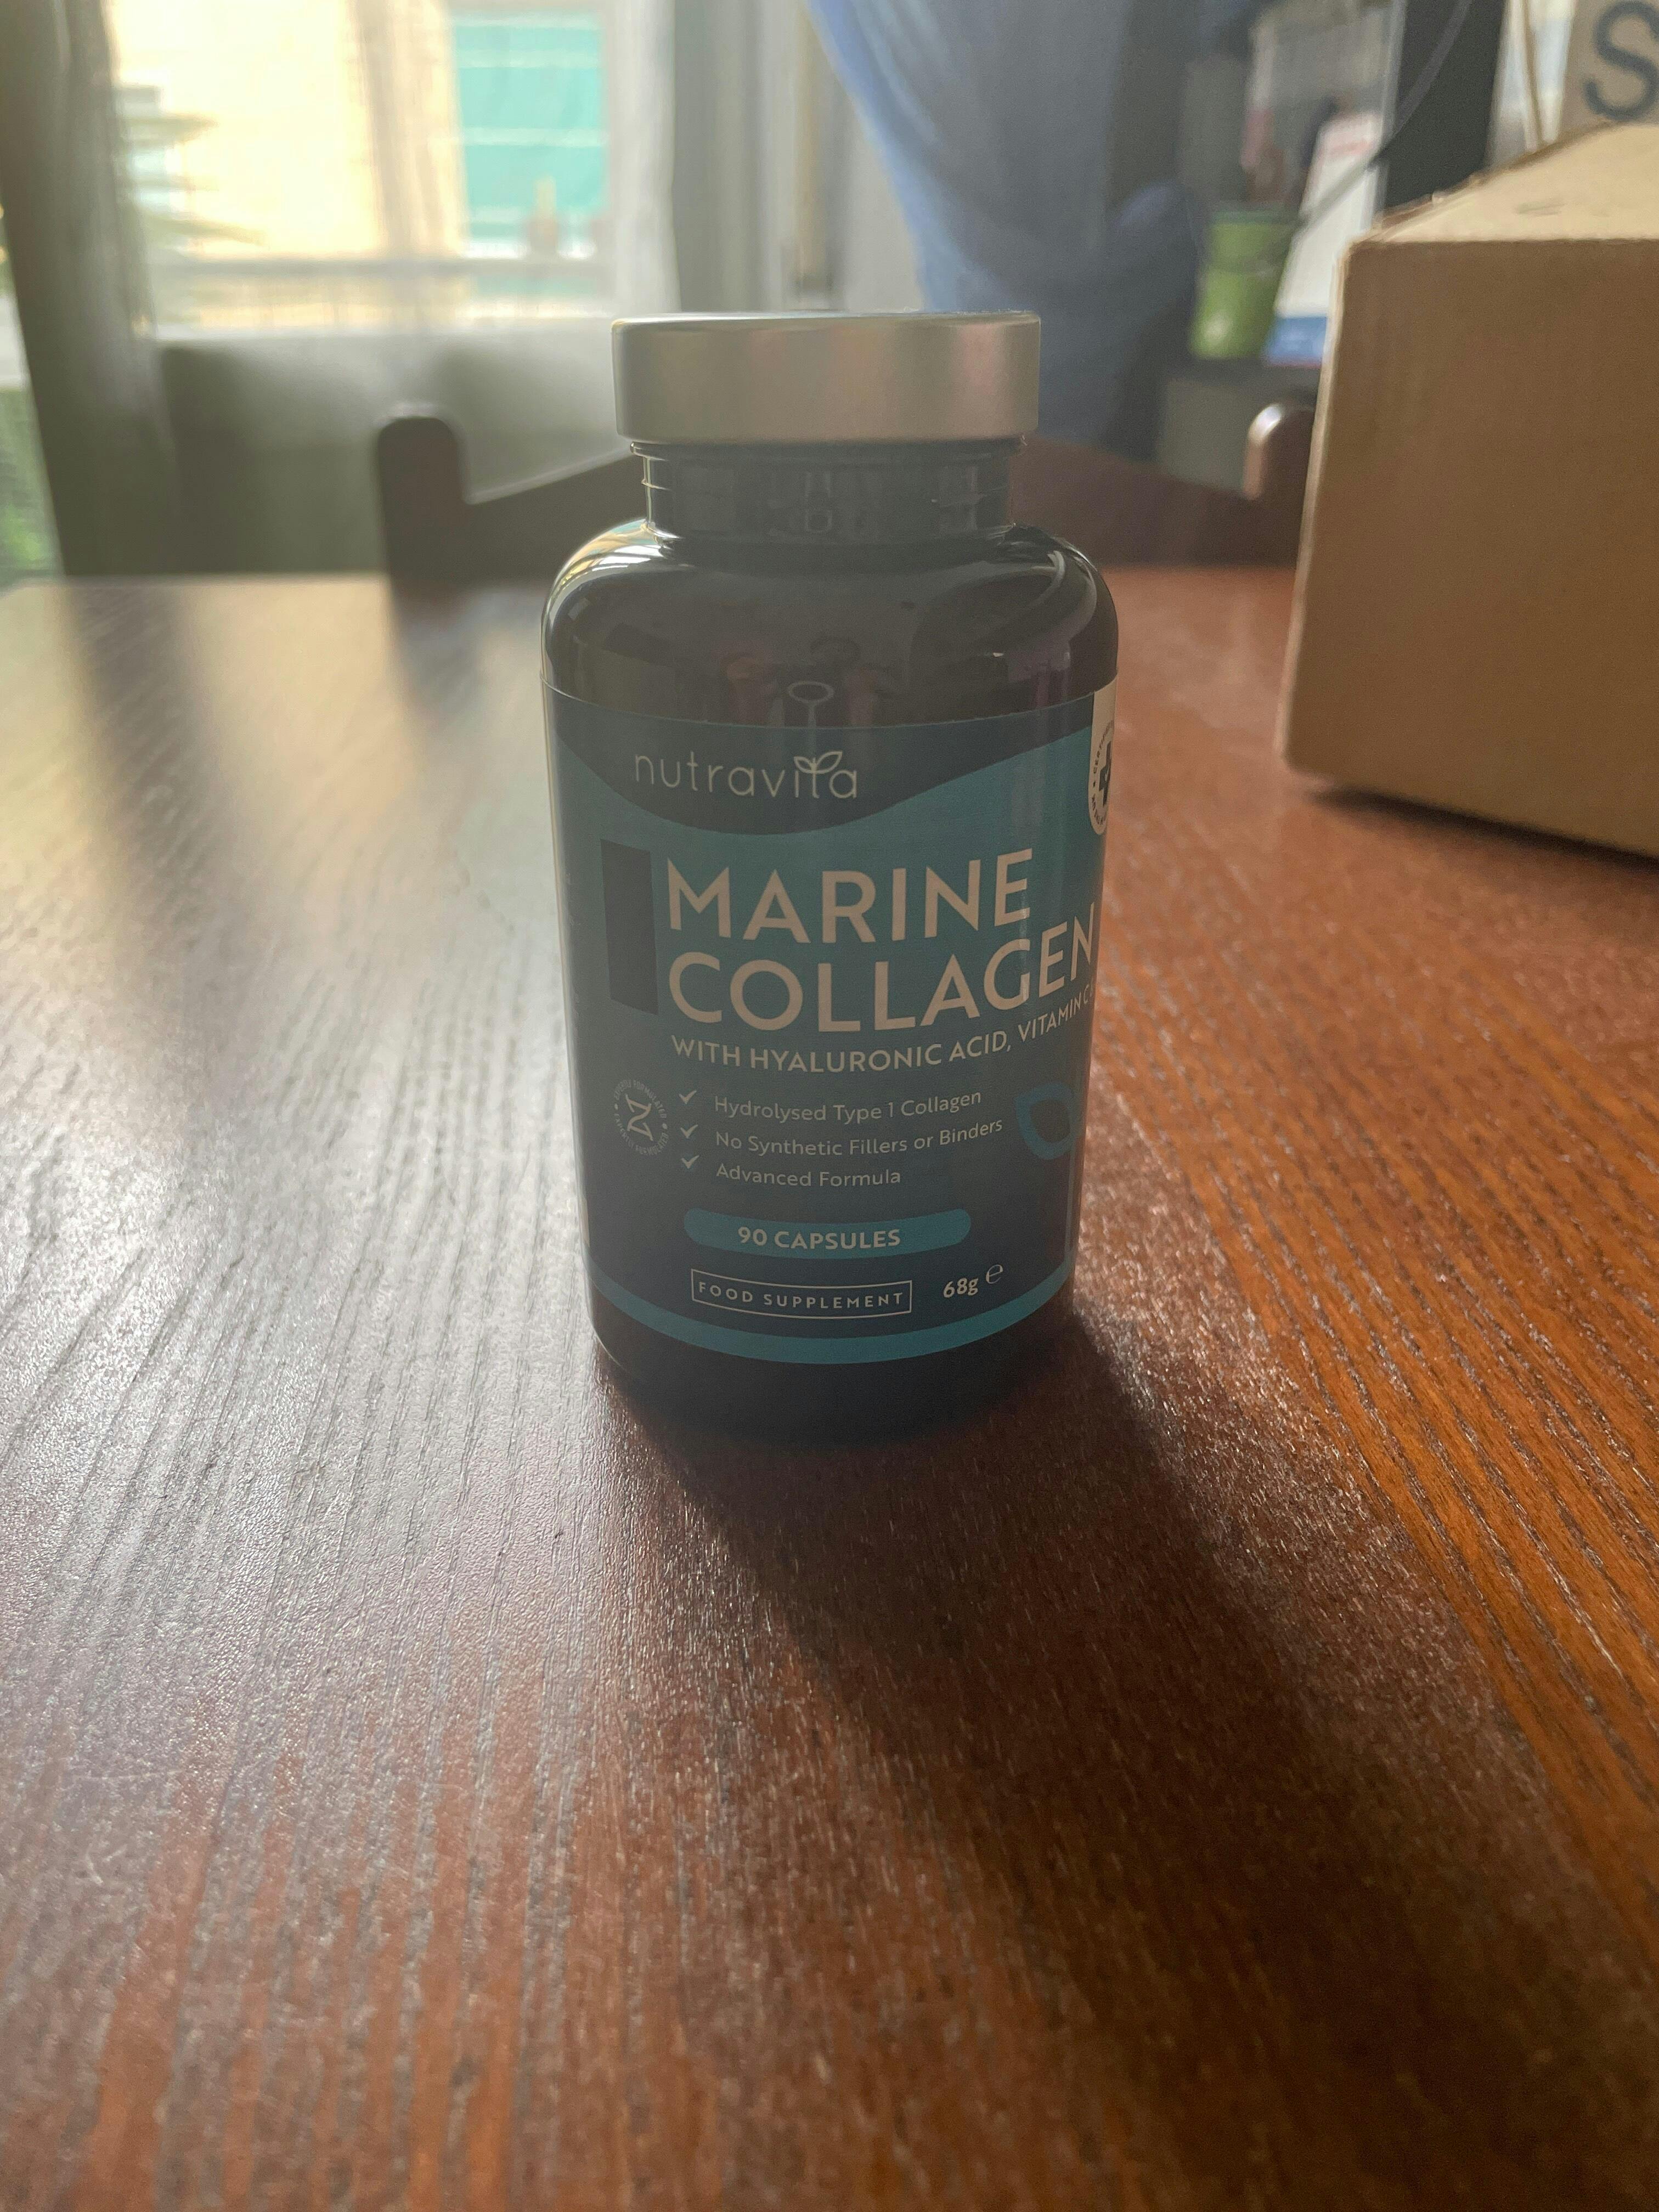 S
nutravita
MARINE
COLLAGEN
WITH HYALURONIC ACID, VITAMIN C
Hydrolysed Type 1 Collagen
No Synthetic Fillers or Binders
Advanced Formula
90 CAPSULES
FOOD SUPPLEMENT 68g ℮